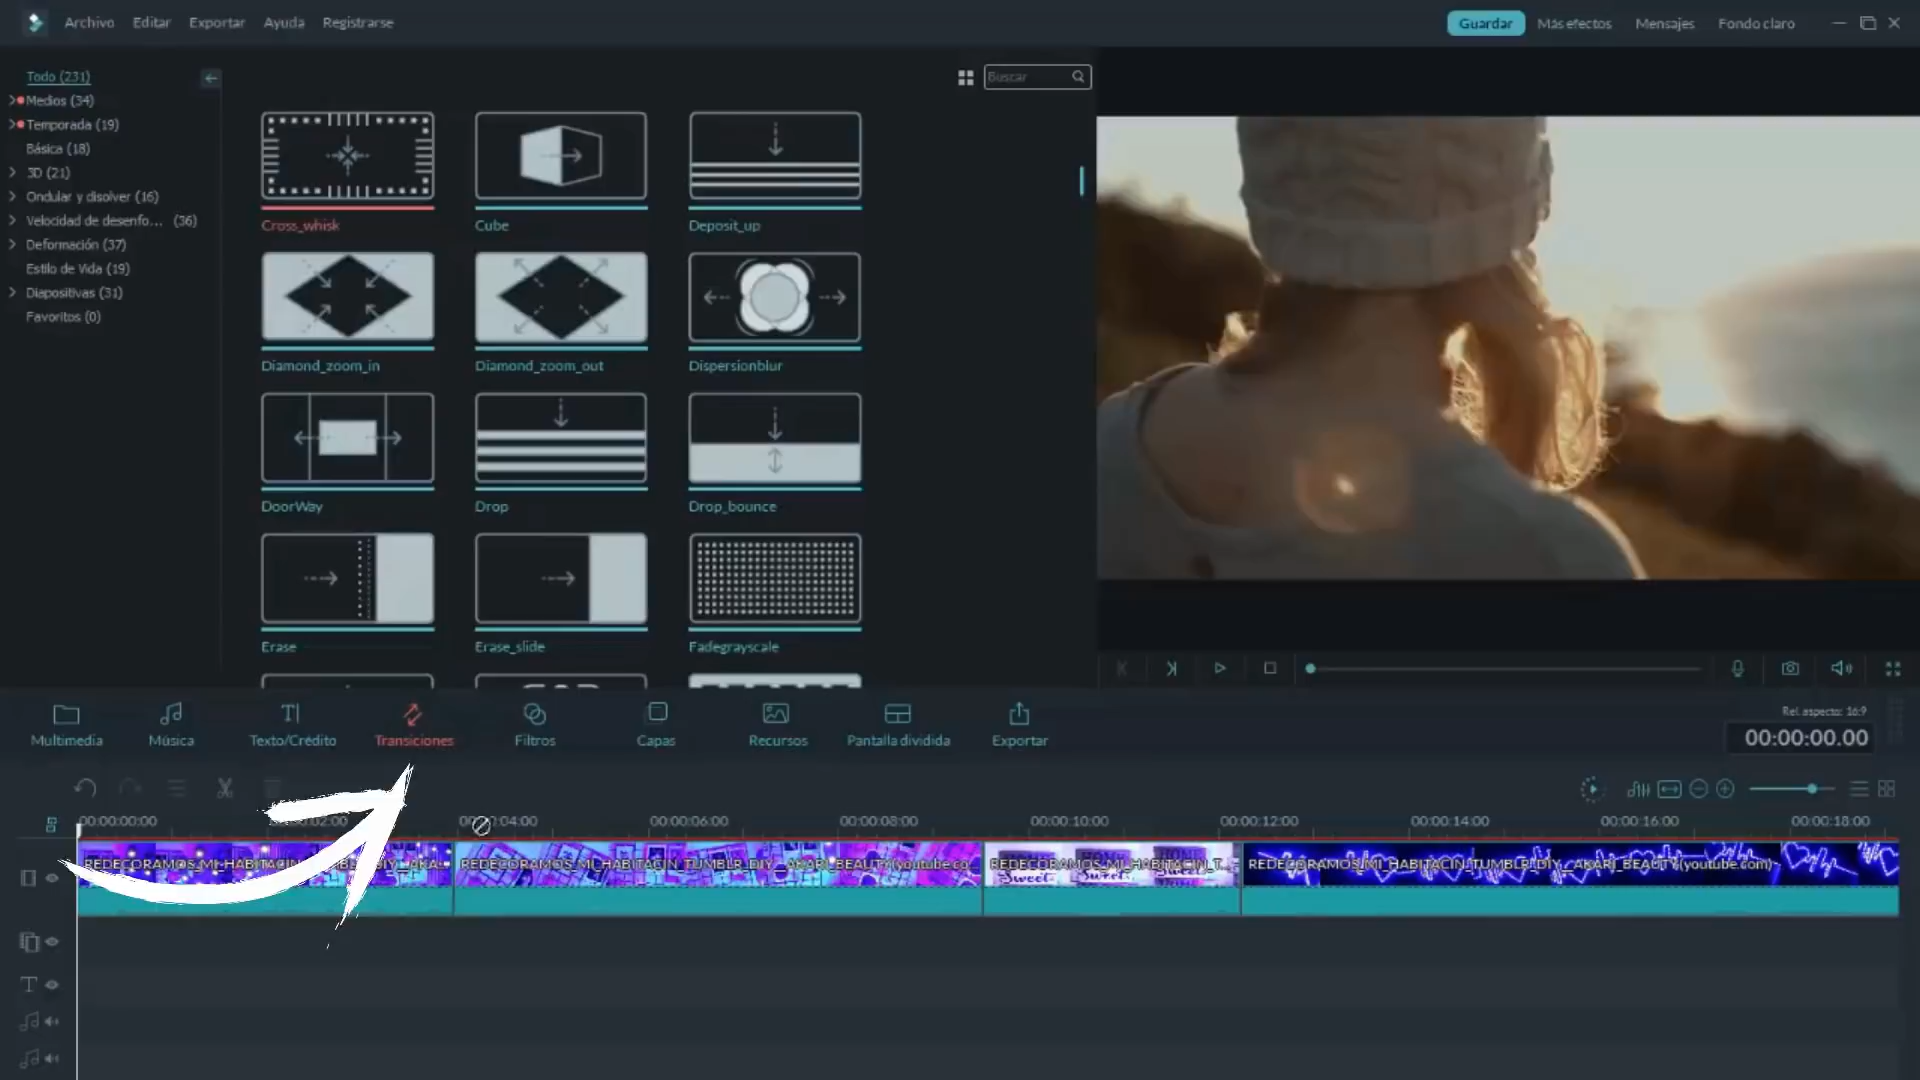 Archivo Editar Exportar Ayuda Registrarse
Guardar Más efectos Mensajes Fondo claro
Todo (231)
Medios (34)
Temporada (19)
Básica (18)
3D (21)
Ondular y disolver (16)
Velocidad de desenfo... (36)
Deformación (37)
Estilo de Vida (19)
Diapositivas (31)
Favoritos (0)
Buscar
Cross_whisk Cube Deposit_up
Diamond_zoom_in Diamond_zoom_out Dispersionblur
DoorWay Drop Drop_bounce
Erase Erase_slide Fadegrayscale
Multimedia Música Texto/Crédito Transiciones Filtros Capas Recursos Pantalla dividida Exportar
Rel. aspecto: 16:9
00:00:00.00
00:00:00:00 00:00:06:00 00:00:08:00 00:00:10:00 00:00:12:00 00:00:14:00 00:00:16:00 00:00:18:00
REDECORAMOS_MI_HABITACIN_TUMBLR_DIY__AKARI_BEAUTY(youtube.co...
REDECORAMOS_MI_HABITACIN_T...
REDECORAMOS_MI_HABITACIN_TUMBLR_DIY__AKARI_BEAUTY(youtube.com)